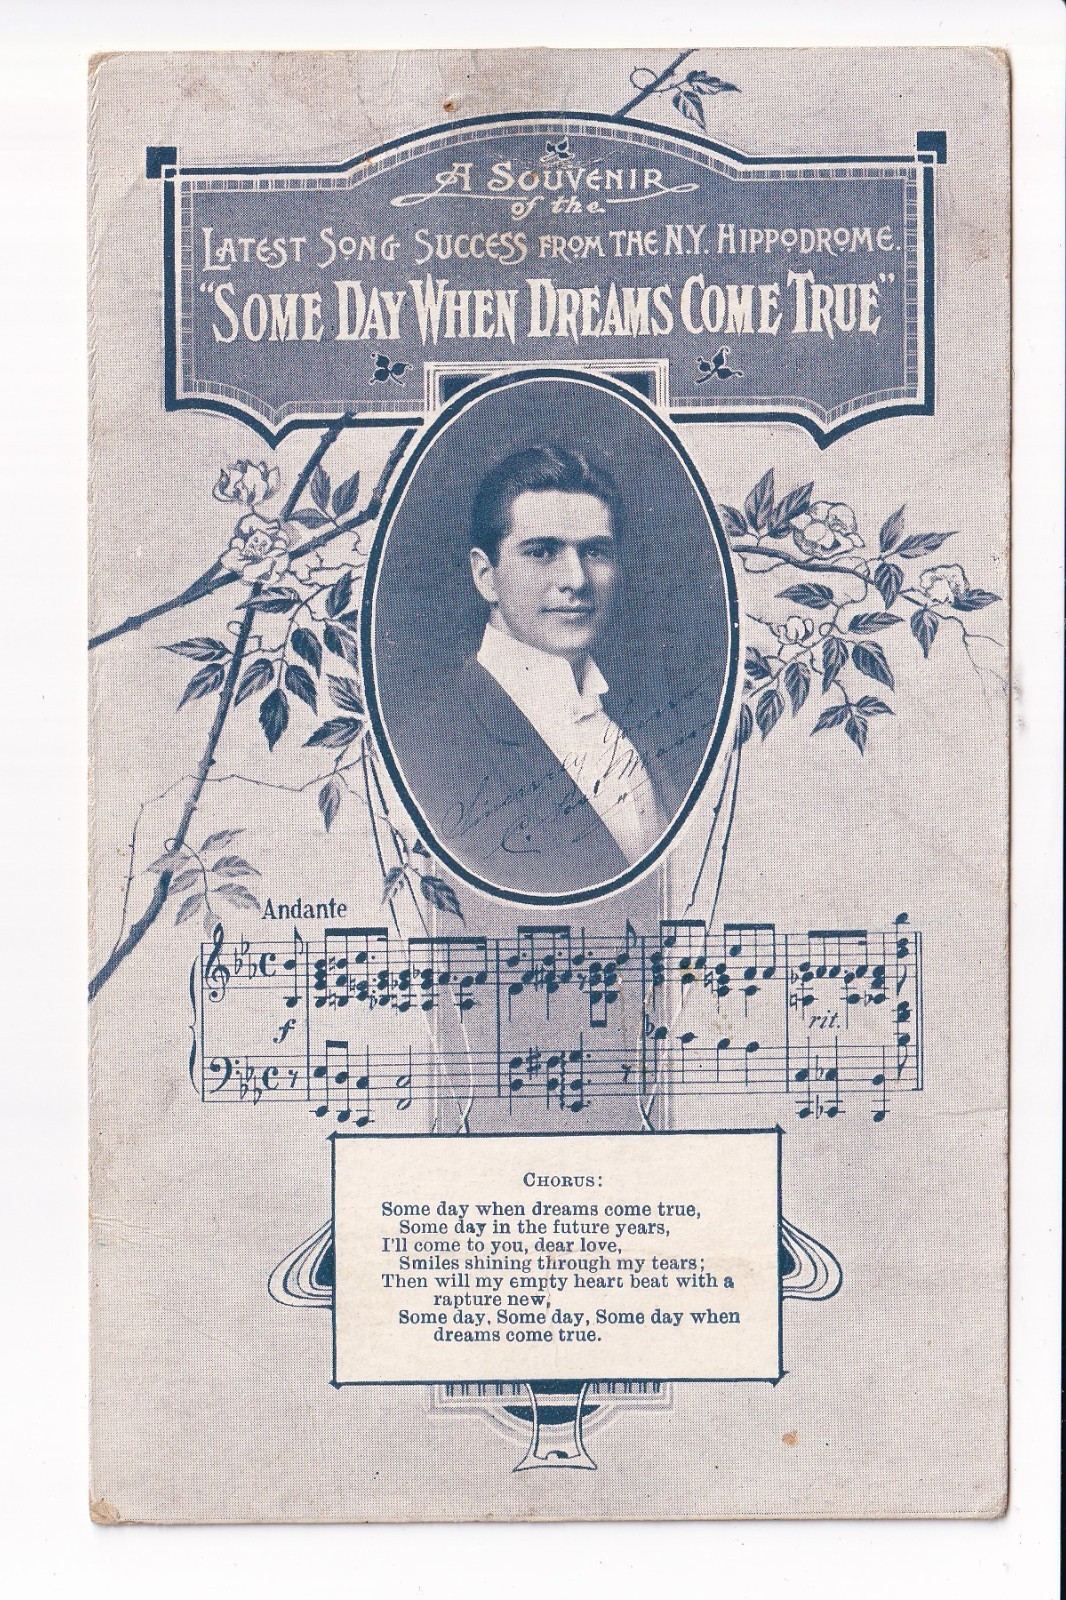 A SOUVENIR
of the
LATEST SONG SUCCESS FROM THE N.Y. HIPPODROME.
"SOME DAY WHEN DREAMS COME TRUE"
Andante
f
rit.
CHORUS:
Some day when dreams come true,
Some day in the future years,
I'll come to you, dear love,
Smiles shining through my tears;
Then will my empty heart beat with a
rapture new,
Some day, Some day, Some day when
dreams come true.